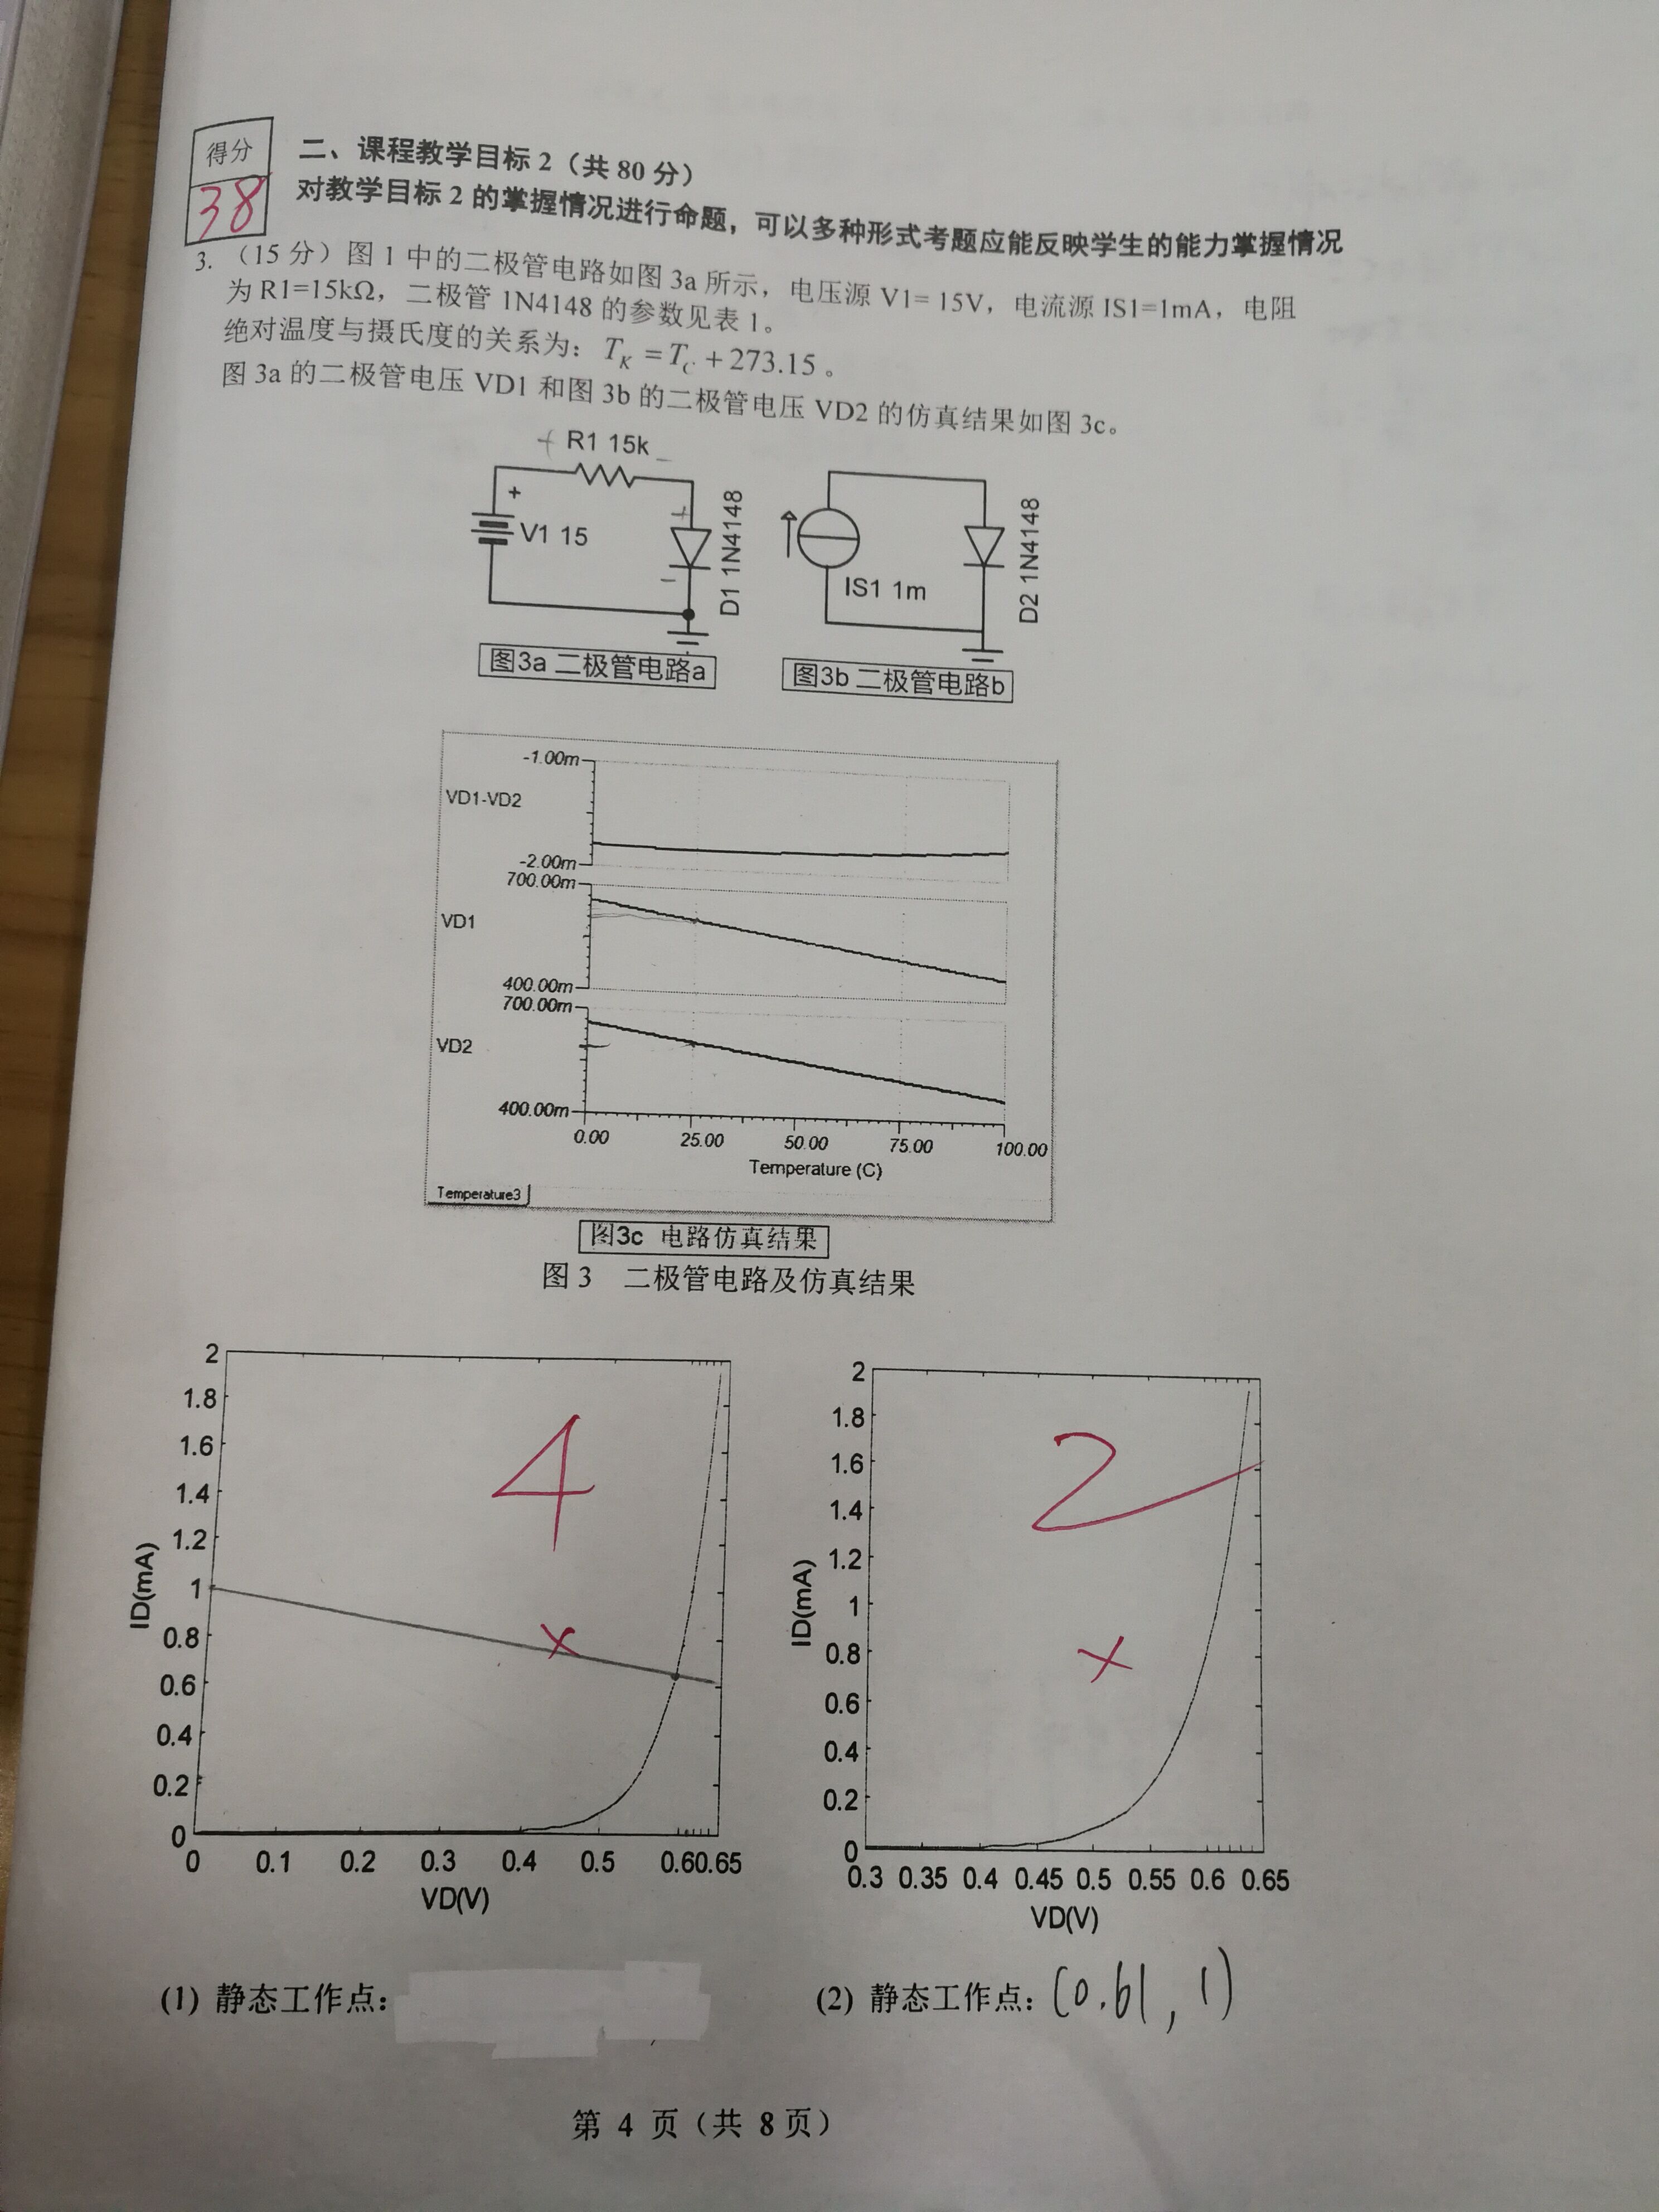 得分
38
二、课程教学目标 2（共 80 分）
对教学目标 2 的掌握情况进行命题，可以多种形式考题应能反映学生的能力掌握情况
3. （15 分）图 1 中的二极管电路如图 3a 所示，电压源 V1= 15V，电流源 IS1=1mA，电阻
为 R1=15kΩ，二极管 1N4148 的参数见表 1。
绝对温度与摄氏度的关系为：T_K = T_C + 273.15 。
图 3a 的二极管电压 VD1 和图 3b 的二极管电压 VD2 的仿真结果如图 3c。
+ R1 15k −
+
V1 15
+
−
D1 1N4148
IS1 1m
D2 1N4148
图3a 二极管电路a
图3b 二极管电路b
-1.00m
VD1-VD2
-2.00m
700.00m
VD1
400.00m
700.00m
VD2
400.00m
0.00 25.00 50.00 75.00 100.00
Temperature (C)
Temperature3
图3c 电路仿真结果
图 3 二极管电路及仿真结果
2
1.8
1.6
1.4
1.2
1
0.8
0.6
0.4
0.2
0
ID(mA)
4
×
0 0.1 0.2 0.3 0.4 0.5 0.6 0.65
VD(V)
2
1.8
1.6
1.4
1.2
1
0.8
0.6
0.4
0.2
0
ID(mA)
2
×
0.3 0.35 0.4 0.45 0.5 0.55 0.6 0.65
VD(V)
(1) 静态工作点：
(2) 静态工作点：(0.61, 1)
第 4 页（共 8 页）